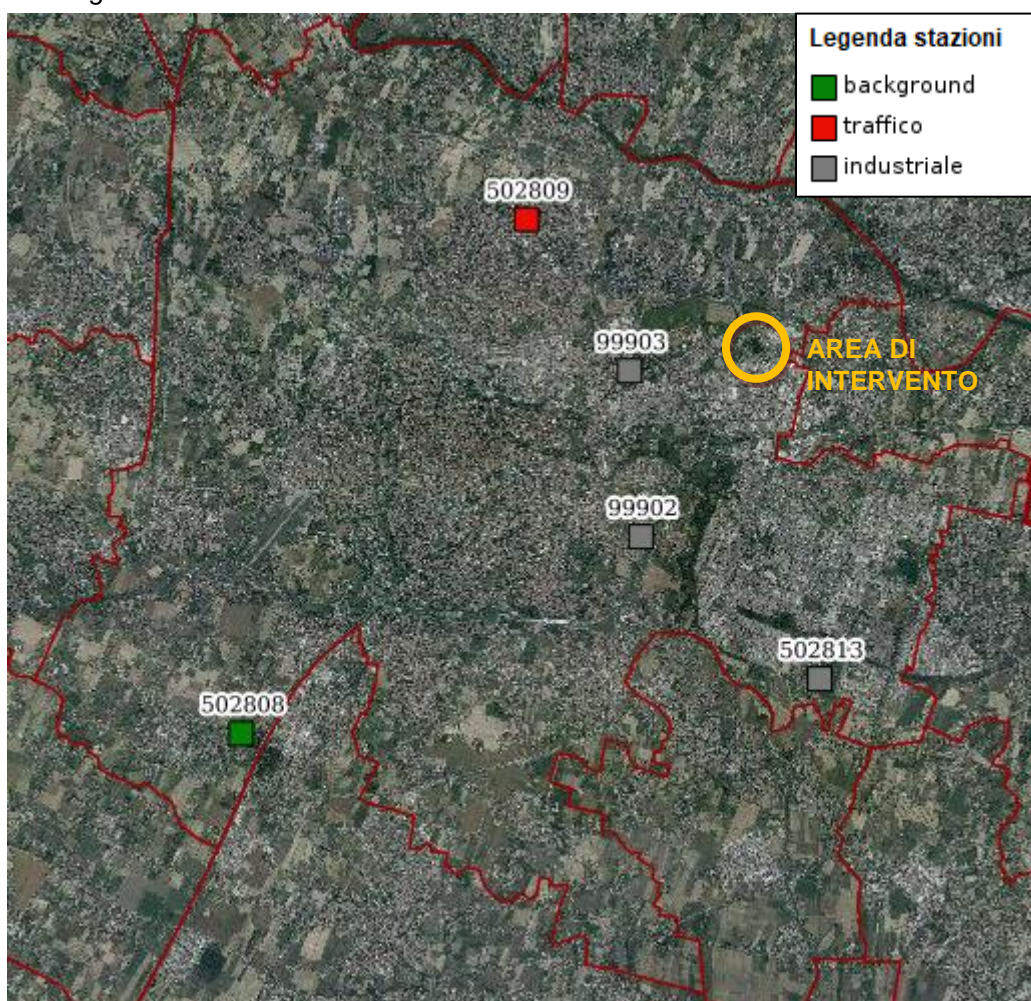 Legenda stazioni
background
traffico
industriale
502809
99903
AREA DI
INTERVENTO
99902
502813
502808